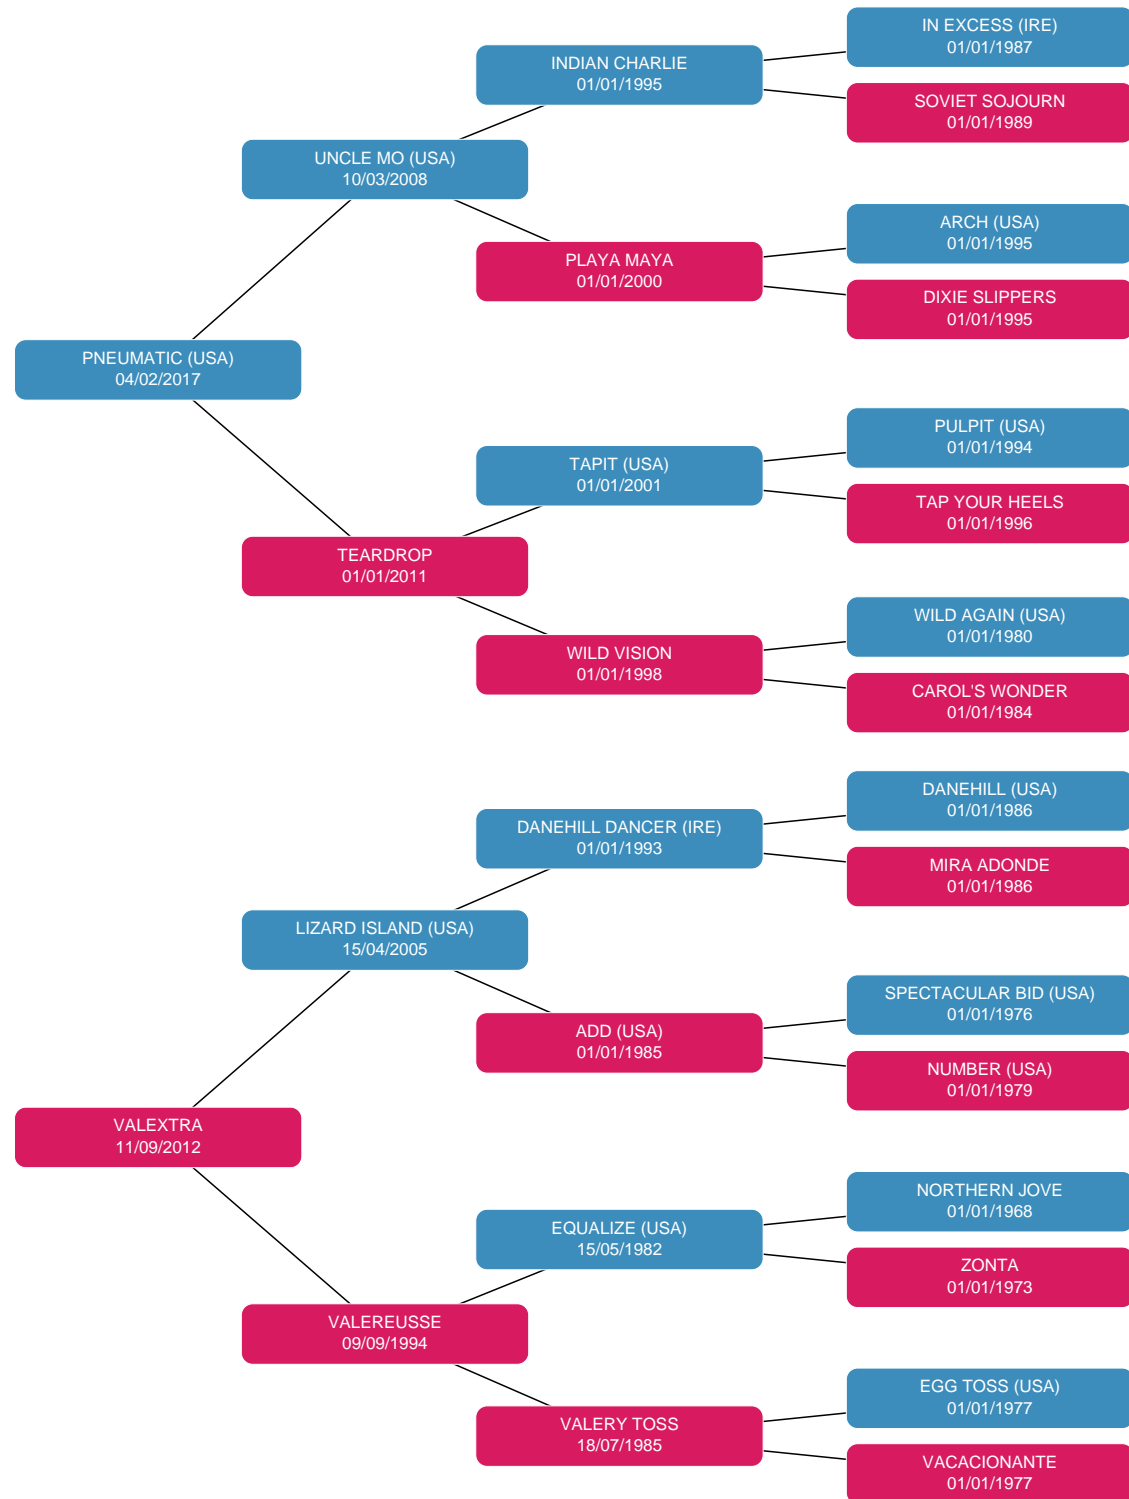 IN EXCESS (IRE)
01/01/1987
INDIAN CHARLIE
01/01/1995
SOVIET SOJOURN
01/01/1989
UNCLE MO (USA)
10/03/2008
ARCH (USA)
01/01/1995
PLAYA MAYA
01/01/2000
DIXIE SLIPPERS
01/01/1995
PNEUMATIC (USA)
04/02/2017
PULPIT (USA)
01/01/1994
TAPIT (USA)
01/01/2001
TAP YOUR HEELS
01/01/1996
TEARDROP
01/01/2011
WILD AGAIN (USA)
01/01/1980
WILD VISION
01/01/1998
CAROL'S WONDER
01/01/1984
DANEHILL (USA)
01/01/1986
DANEHILL DANCER (IRE)
01/01/1993
MIRA ADONDE
01/01/1986
LIZARD ISLAND (USA)
15/04/2005
SPECTACULAR BID (USA)
01/01/1976
ADD (USA)
01/01/1985
NUMBER (USA)
01/01/1979
VALEXTRA
11/09/2012
NORTHERN JOVE
01/01/1968
EQUALIZE (USA)
15/05/1982
ZONTA
01/01/1973
VALEREUSSE
09/09/1994
EGG TOSS (USA)
01/01/1977
VALERY TOSS
18/07/1985
VACACIONANTE
01/01/1977